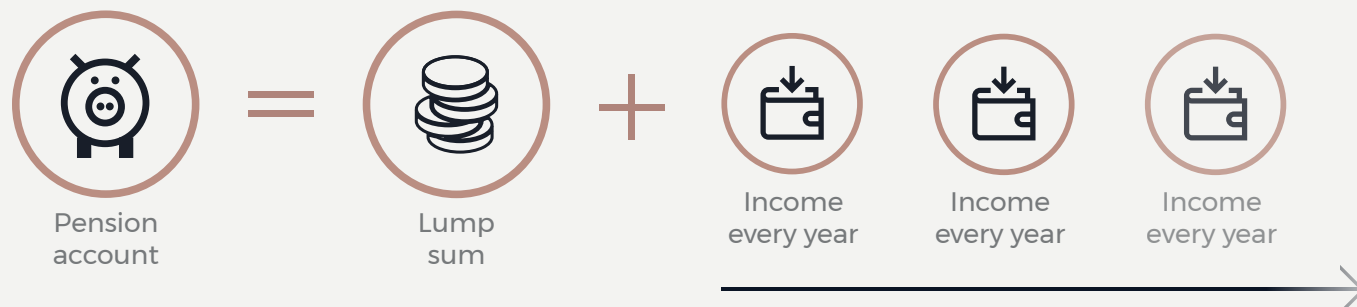 Pension
account
Lump
sum
Income
every year
Income
every year
Income
every year